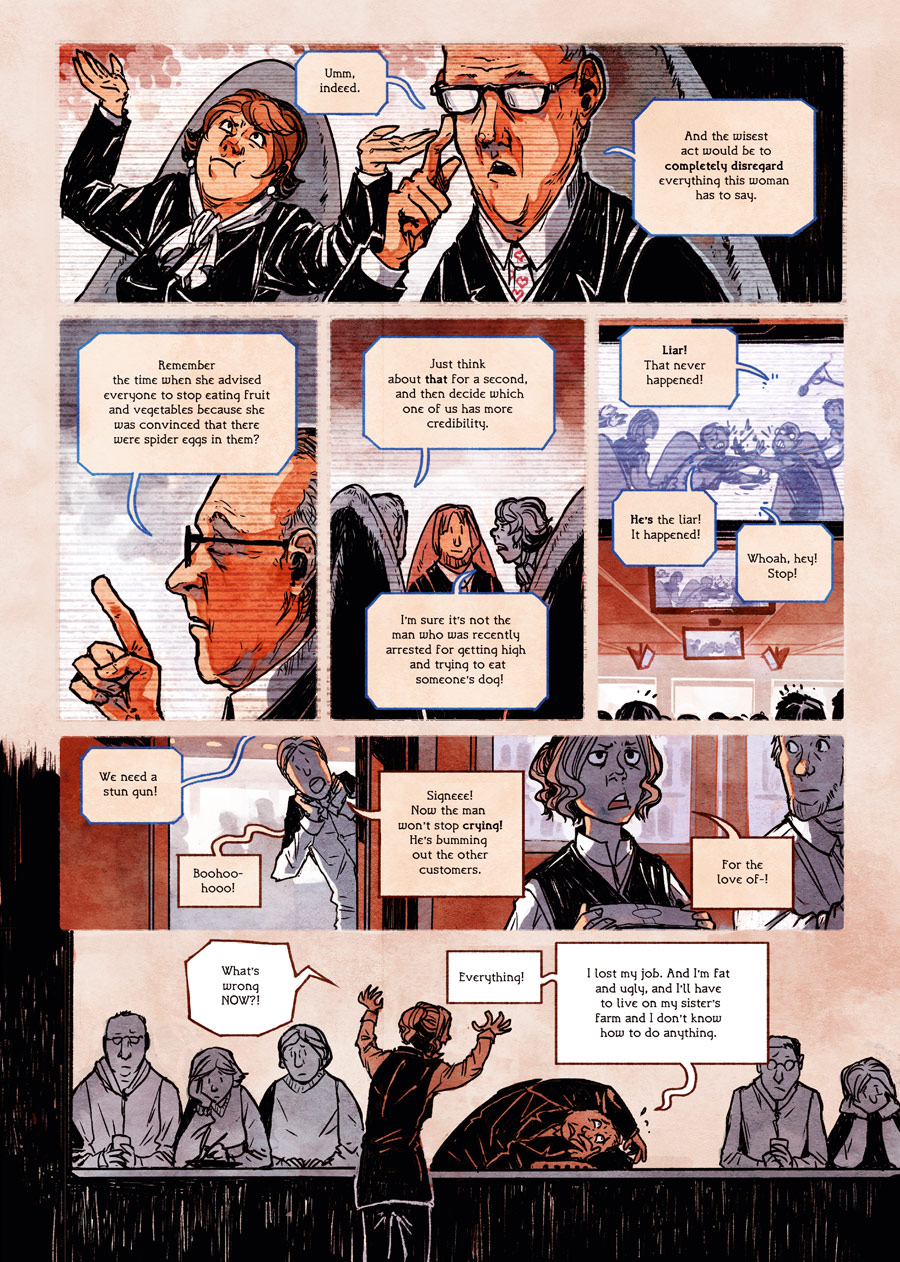 Umm,
indeed.
And the wisest
act would be to
completely disregard
everything this woman
has to say.
Remember
the time when she advised
everyone to stop eating fruit
and vegetables because she
was convinced that there
were spider eggs in them?
Just think
about that for a second,
and then decide which
one of us has more
credibility.
I'm sure it's not the
man who was recently
arrested for getting high
and trying to eat
someone's dog!
Liar!
That never
happened!
He's the liar!
It happened!
Whoah, hey!
Stop!
We need a
stun gun!
Boohoo-
hooo!
Signeee!
Now the man
won't stop crying!
He's bumming
out the other
customers.
For the
love of-!
What's
wrong
NOW?!
Everything!
I lost my job. And I'm fat
and ugly, and I'll have
to live on my sister's
farm and I don't know
how to do anything.